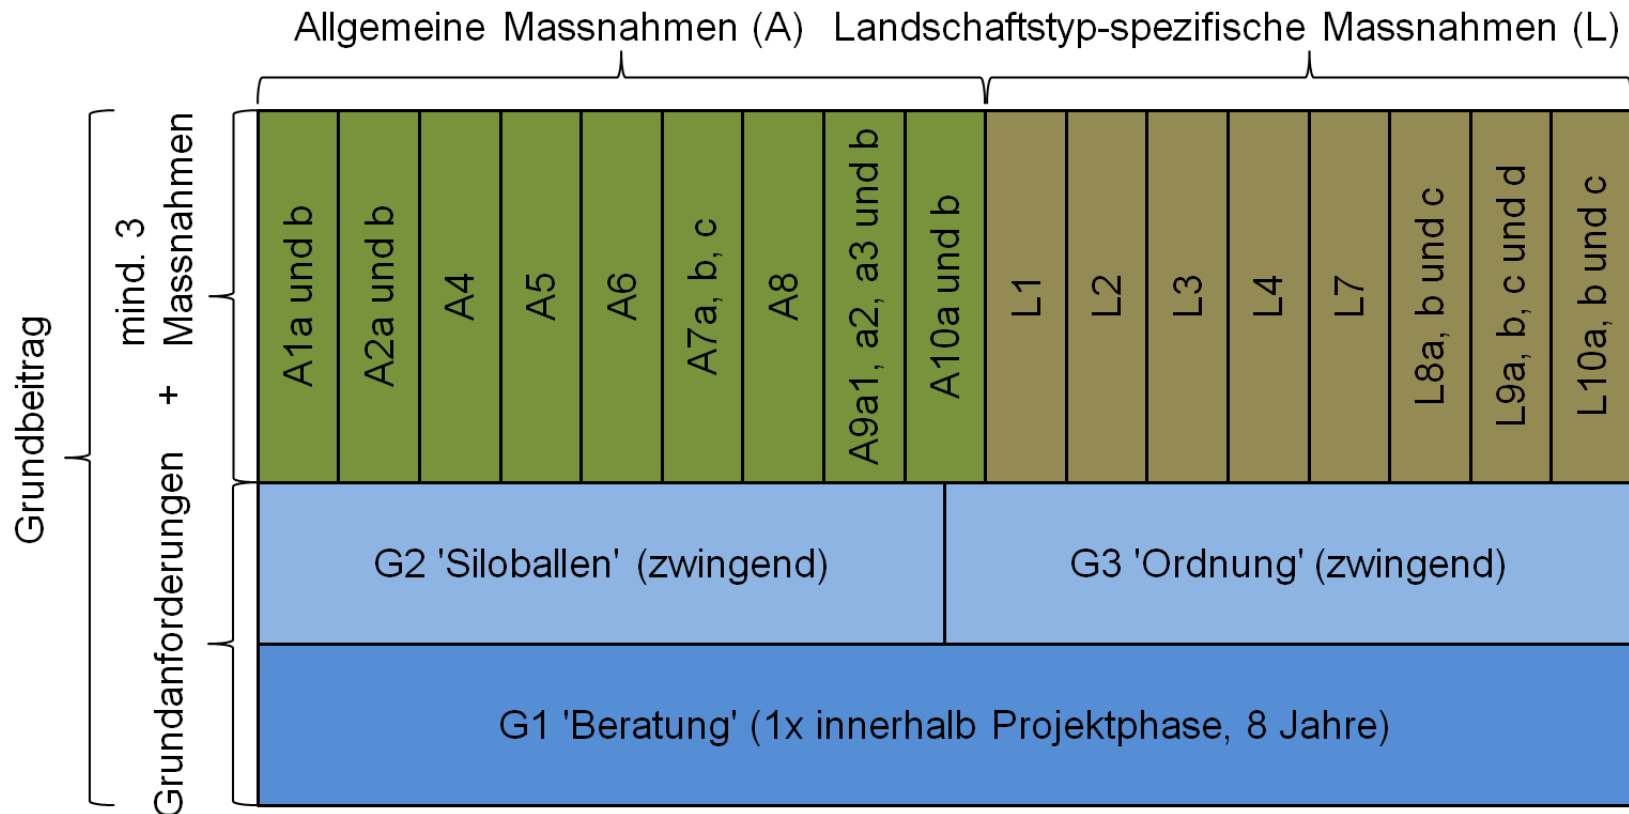 Allgemeine Massnahmen (A)
Landschaftstyp-spezifische Massnahmen (L)
Grundbeitrag
mind. 3
Massnahmen
+
Grundanforderungen
A1a und b
A2a und b
A4
A5
A6
A7a, b, c
A8
A9a1, a2, a3 und b
A10a und b
L1
L2
L3
L4
L7
L8a, b und c
L9a, b, c und d
L10a, b und c
G2 'Siloballen' (zwingend)
G3 'Ordnung' (zwingend)
G1 'Beratung' (1x innerhalb Projektphase, 8 Jahre)